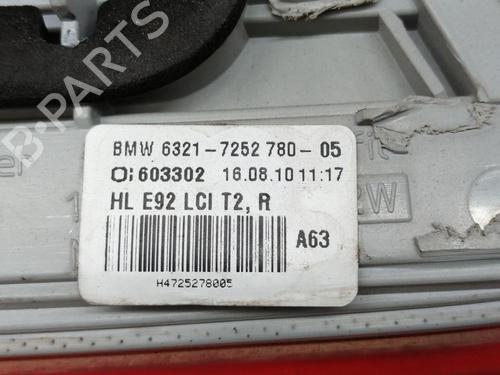 BMW 6321-7252 780-05
603302 16.08.10 11:17
HL E92 LCI T2, R
A63
H4725278005
B-Parts